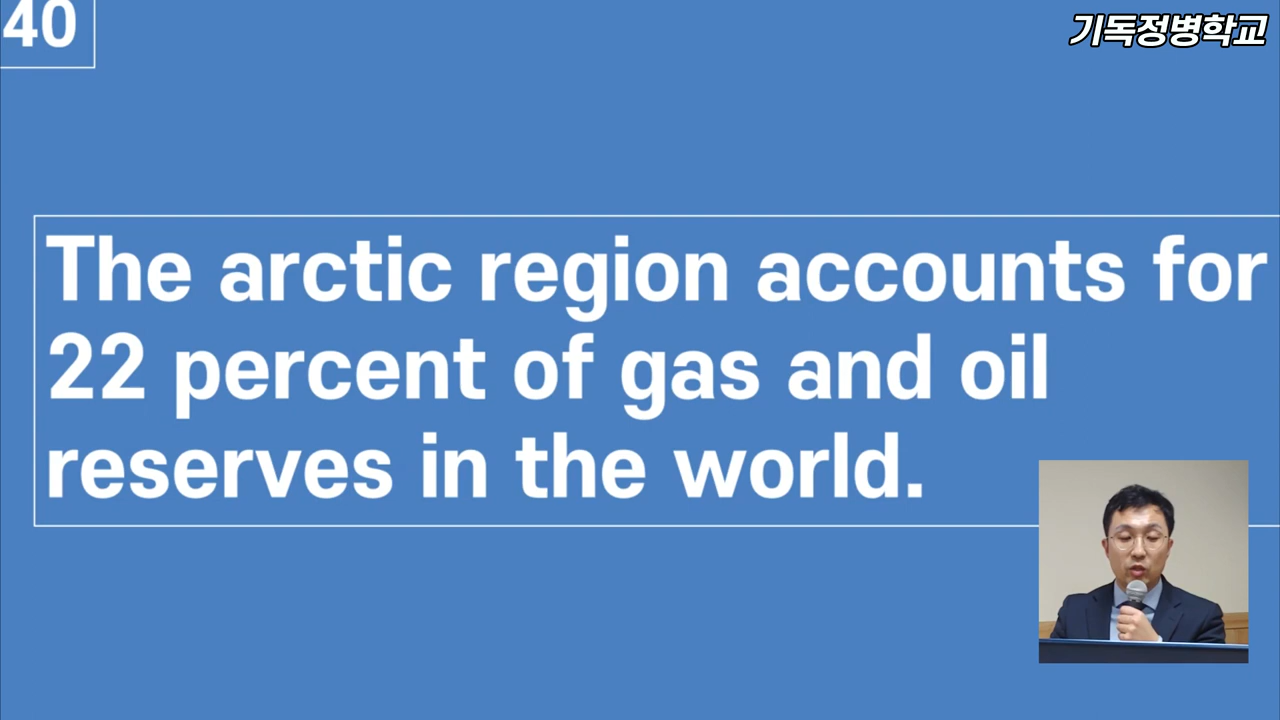 40
기독정병학교
The arctic region accounts for
22 percent of gas and oil
reserves in the world.